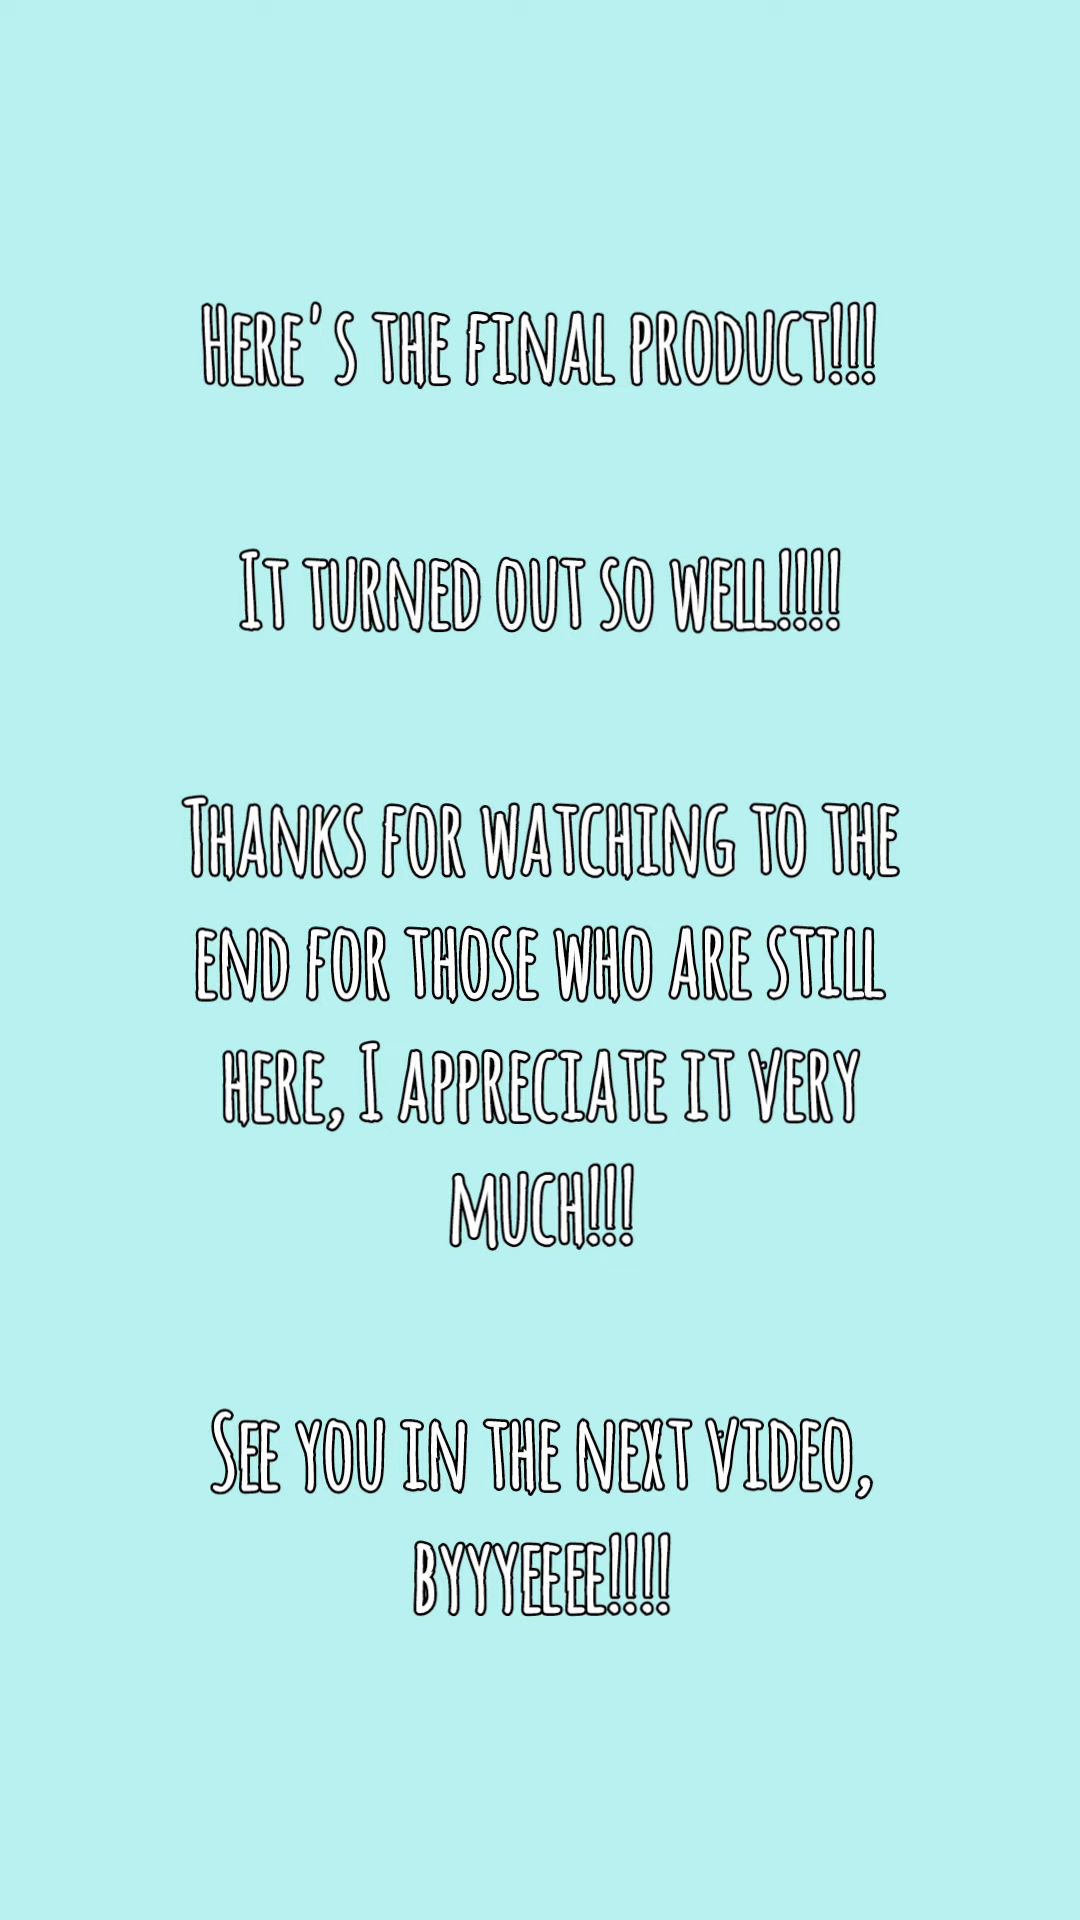 Here's the final product!!!
It turned out so well!!!!
Thanks for watching to the
end for those who are still
here, I appreciate it very
much!!!
See you in the next video,
byyyeeee!!!!